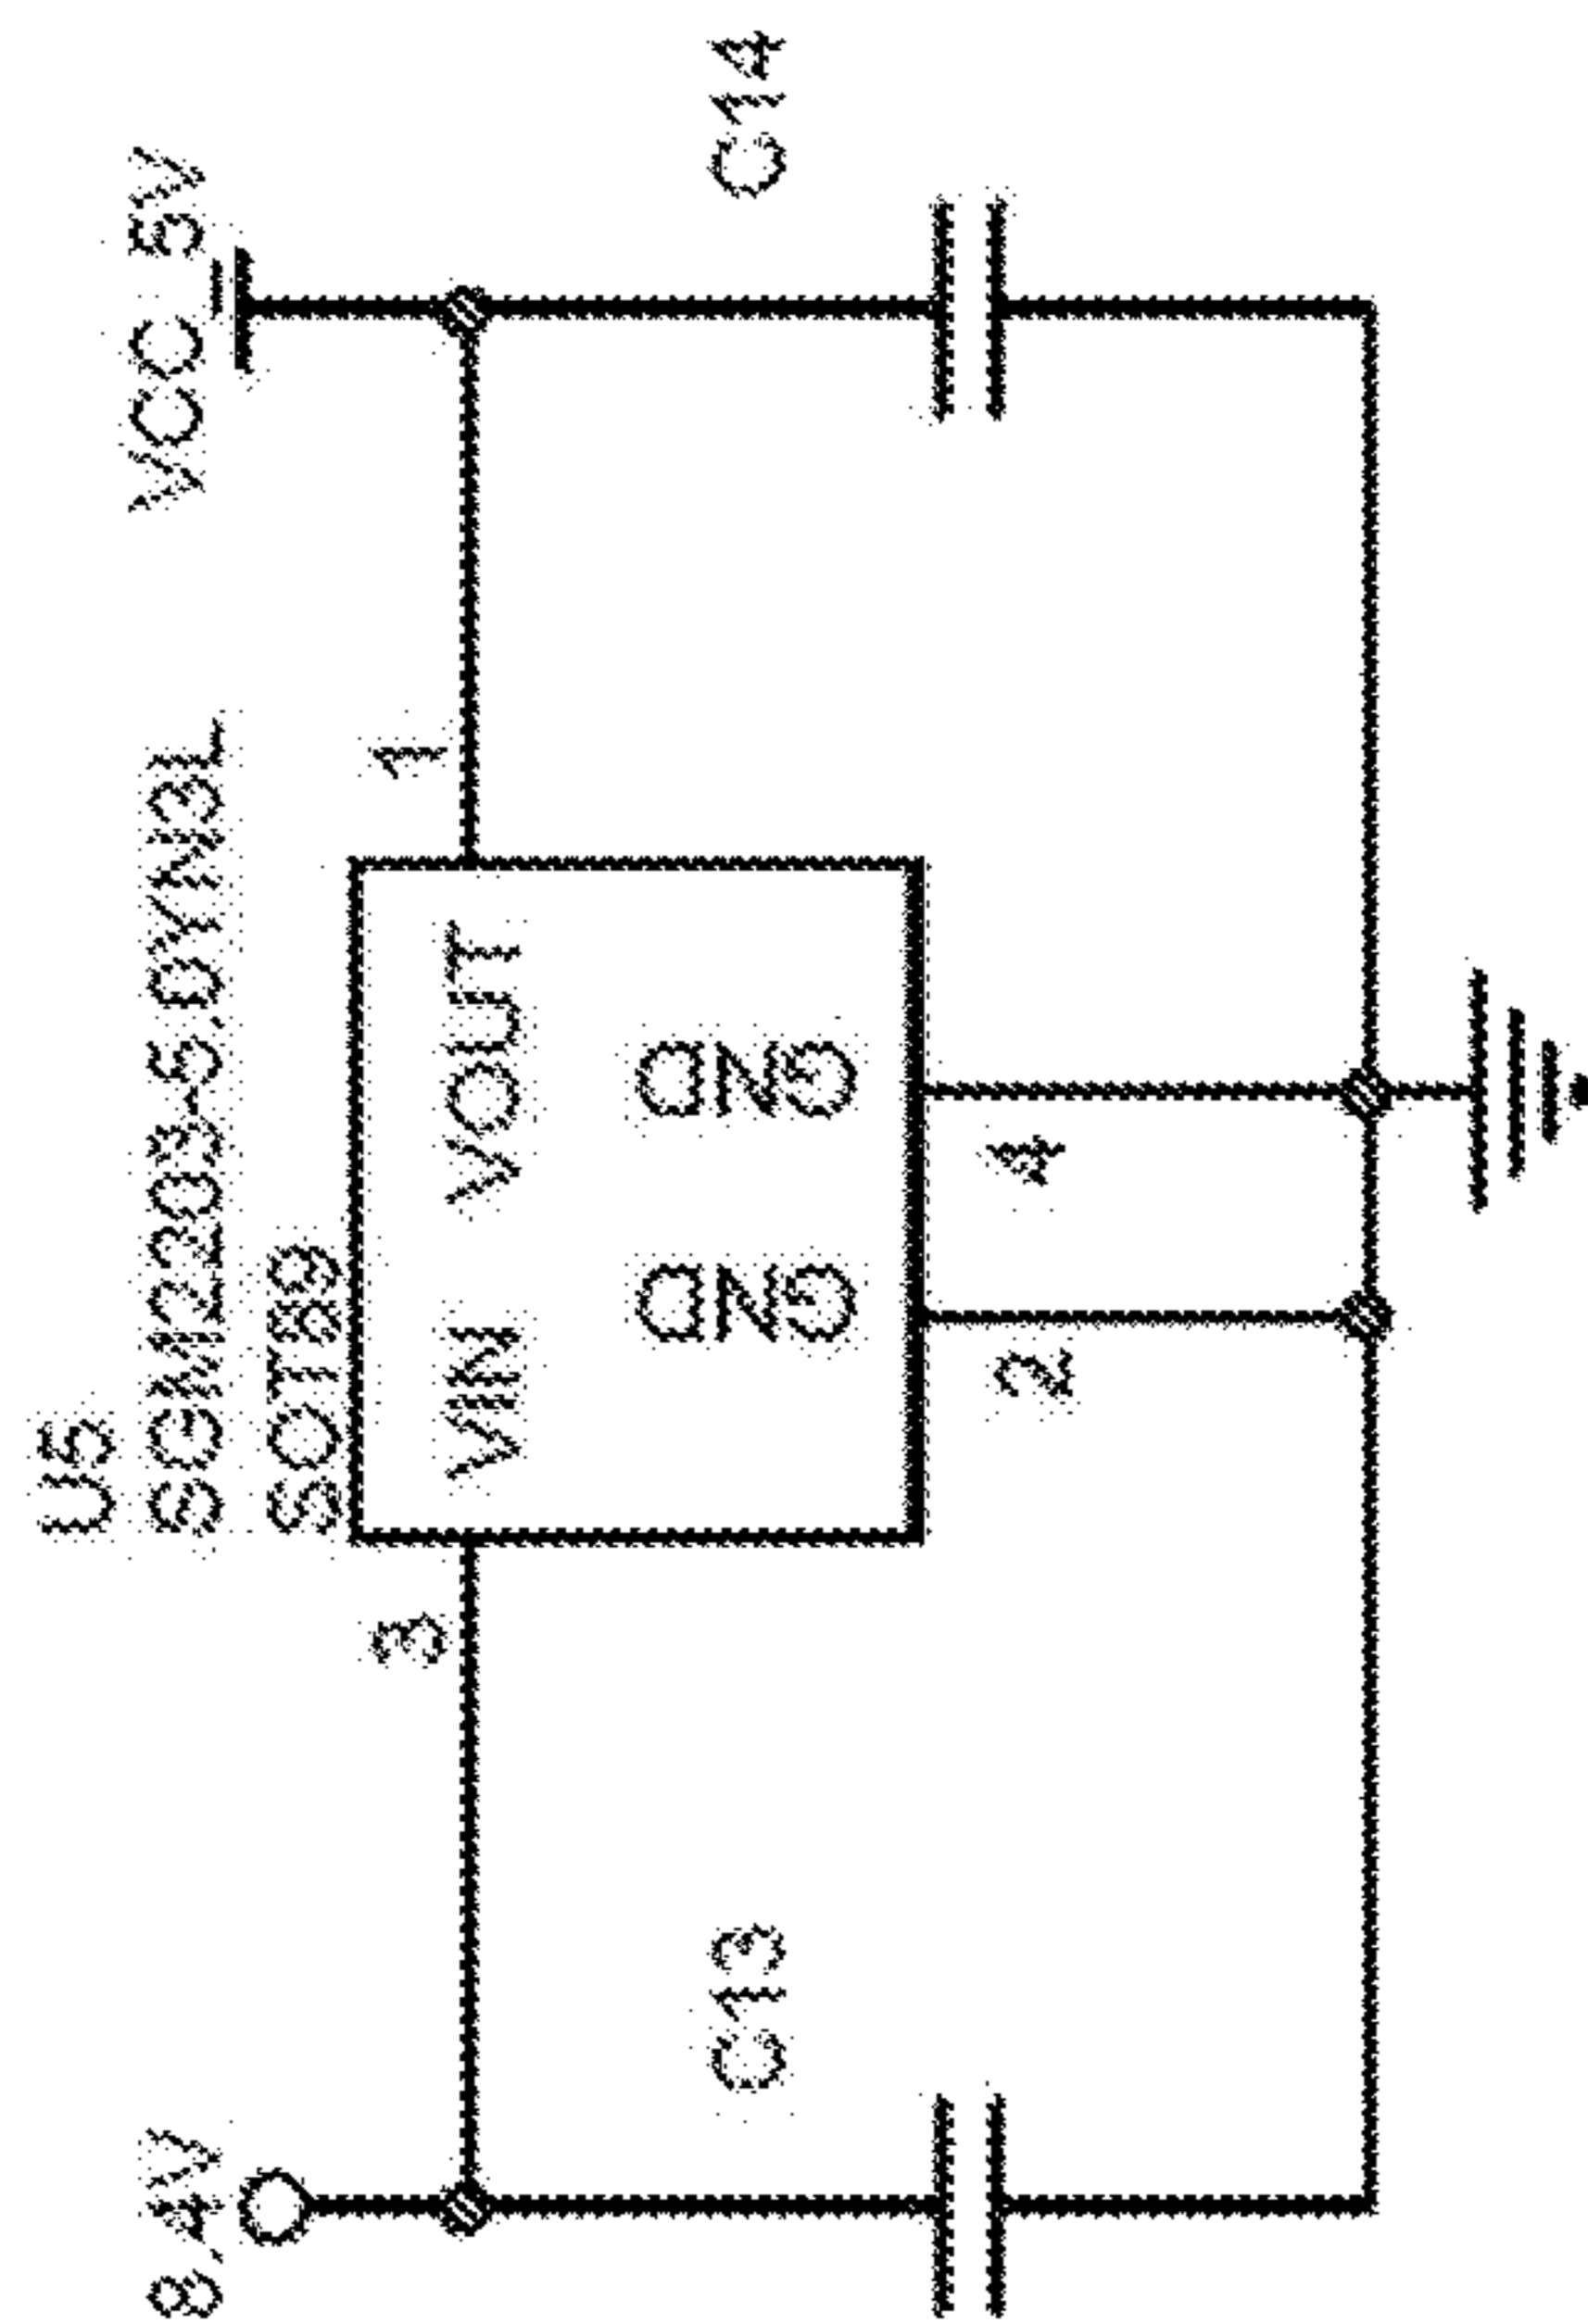 U5
SGM2203-5.0YN3L
SOT89
8.4V
VCC_5V
3
1
VIN
VOUT
GND
GND
C13
C14
2
4